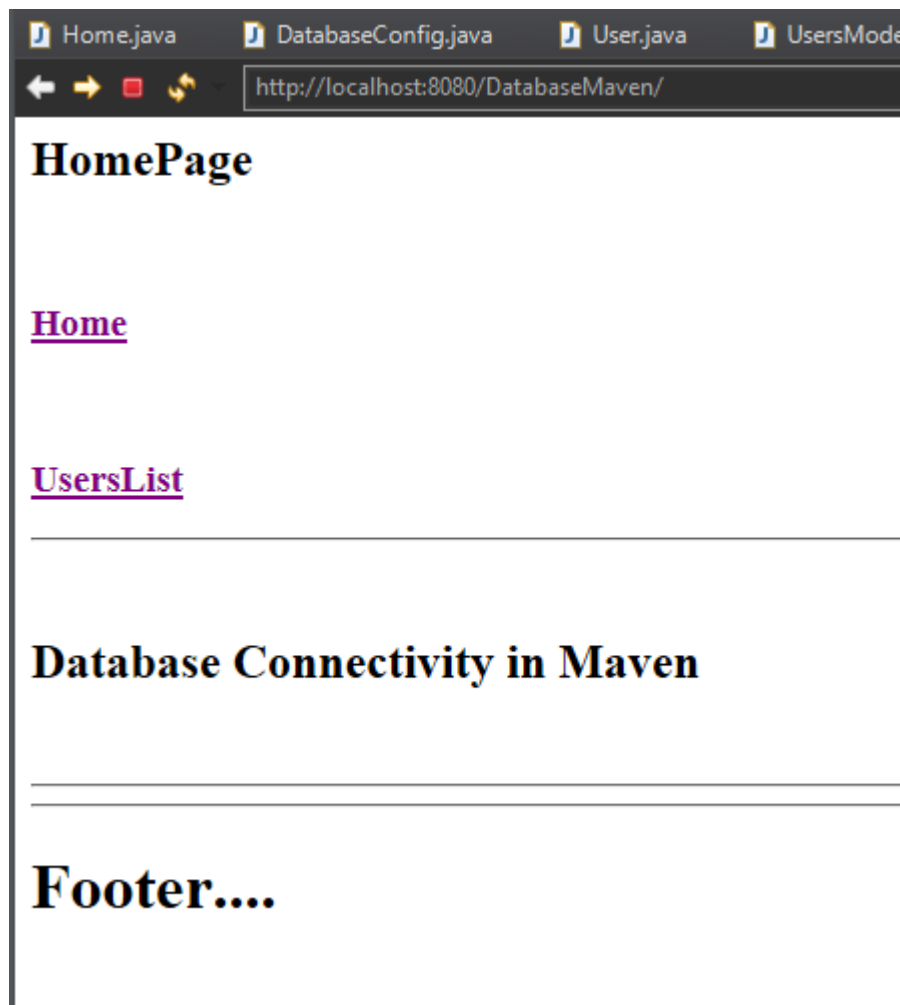 Home.java DatabaseConfig.java User.java UsersMode
http://localhost:8080/DatabaseMaven/
HomePage
Home
UsersList
Database Connectivity in Maven
Footer....